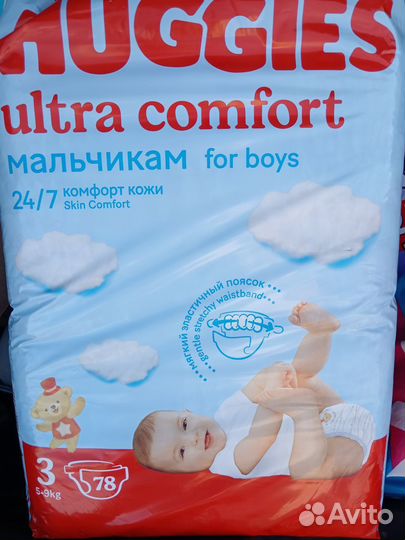 HUGGIES
ultra comfort
мальчикам for boys
24/7 комфорт кожи
Skin Comfort
мягкий эластичный поясок
gentle stretchy waistband
3
78
5-9kg
Avito